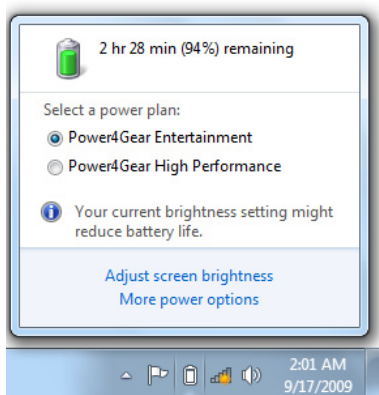 2 hr 28 min (94%) remaining
Select a power plan:
Power4Gear Entertainment
Power4Gear High Performance
Your current brightness setting might
reduce battery life.
Adjust screen brightness
More power options
2:01 AM
9/17/2009